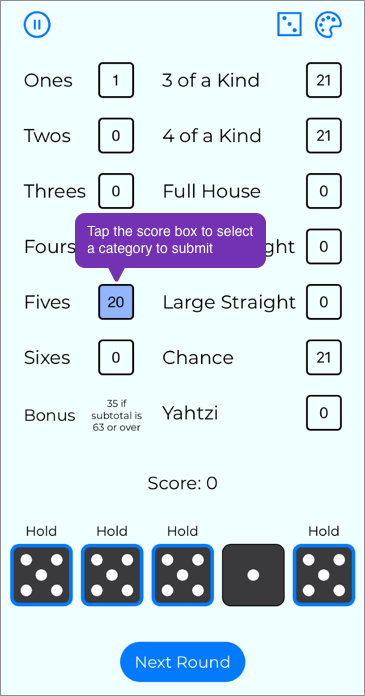 Ones 1 3 of a Kind 21
Twos 0 4 of a Kind 21
Threes 0 Full House 0
Tap the score box to select
a category to submit
Fours ght 0
Fives 20 Large Straight 0
Sixes 0 Chance 21
Bonus 35 if
subtotal is
63 or over
Yahtzi 0
Score: 0
Hold Hold Hold Hold
Next Round